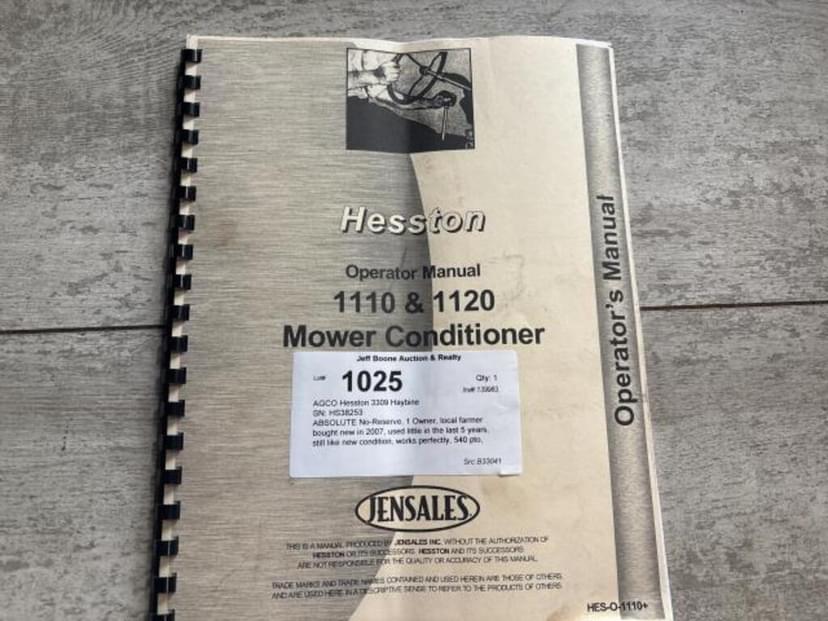 Hesston
Operator Manual
1110 & 1120
Mower Conditioner
Jeff Boone Auction & Realty
Lot# 1025 Qty: 1
Inv# 139983
AGCO Hesston 3309 Haybine
SN: HS38253
ABSOLUTE No-Reserve, 1 Owner, local farmer
bought new in 2007, used little in the last 5 years,
still like new condition, works perfectly, 540 pto,
Src:B33041
JENSALES
THIS IS A MANUAL PRODUCED BY JENSALES INC. WITHOUT THE AUTHORIZATION OF
HESSTON OR ITS SUCCESSORS. HESSTON AND ITS SUCCESSORS
ARE NOT RESPONSIBLE FOR THE QUALITY OR ACCURACY OF THIS MANUAL.
TRADE MARKS AND TRADE NAMES CONTAINED AND USED HEREIN ARE THOSE OF OTHERS,
AND ARE USED HERE IN A DESCRIPTIVE SENSE TO REFER TO THE PRODUCTS OF OTHERS.
HES-O-1110+
Operator's Manual